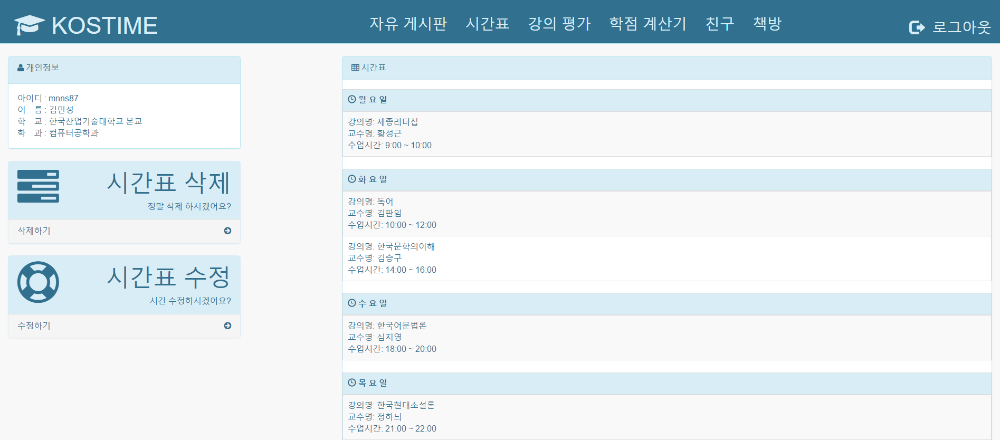 KOSTIME
자유 게시판 시간표 강의 평가 학점 계산기 친구 책방
로그아웃
개인정보
아이디 : mnns87
이 름 : 김민성
학 교 : 한국산업기술대학교 본교
학 과 : 컴퓨터공학과
시간표 삭제
정말 삭제 하시겠어요?
삭제하기
시간표 수정
시간 수정하시겠어요?
수정하기
시간표
월 요 일
강의명: 세종리더십
교수명: 황성근
수업시간: 9:00 ~ 10:00
화 요 일
강의명: 독어
교수명: 김판임
수업시간: 10:00 ~ 12:00
강의명: 한국문학의이해
교수명: 김승구
수업시간: 14:00 ~ 16:00
수 요 일
강의명: 한국어문법론
교수명: 심지영
수업시간: 18:00 ~ 20:00
목 요 일
강의명: 한국현대소설론
교수명: 정하늬
수업시간: 21:00 ~ 22:00